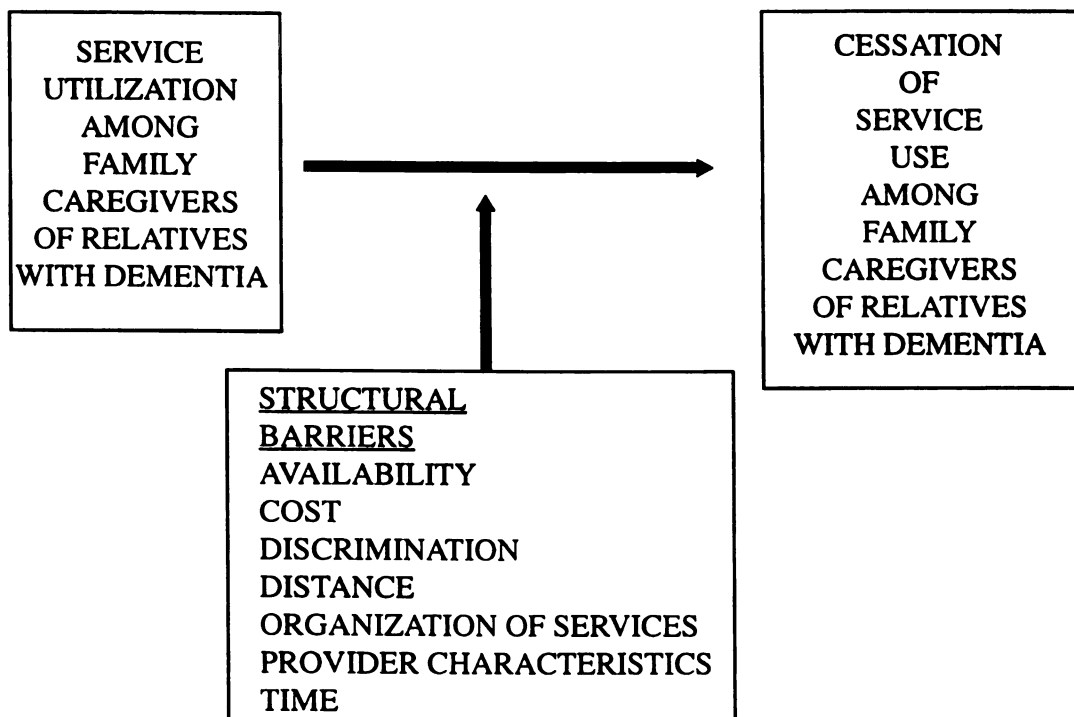 SERVICE
UTILIZATION
AMONG
FAMILY
CAREGIVERS
OF RELATIVES
WITH DEMENTIA
CESSATION
OF
SERVICE
USE
AMONG
FAMILY
CAREGIVERS
OF RELATIVES
WITH DEMENTIA
STRUCTURAL
BARRIERS
AVAILABILITY
COST
DISCRIMINATION
DISTANCE
ORGANIZATION OF SERVICES
PROVIDER CHARACTERISTICS
TIME